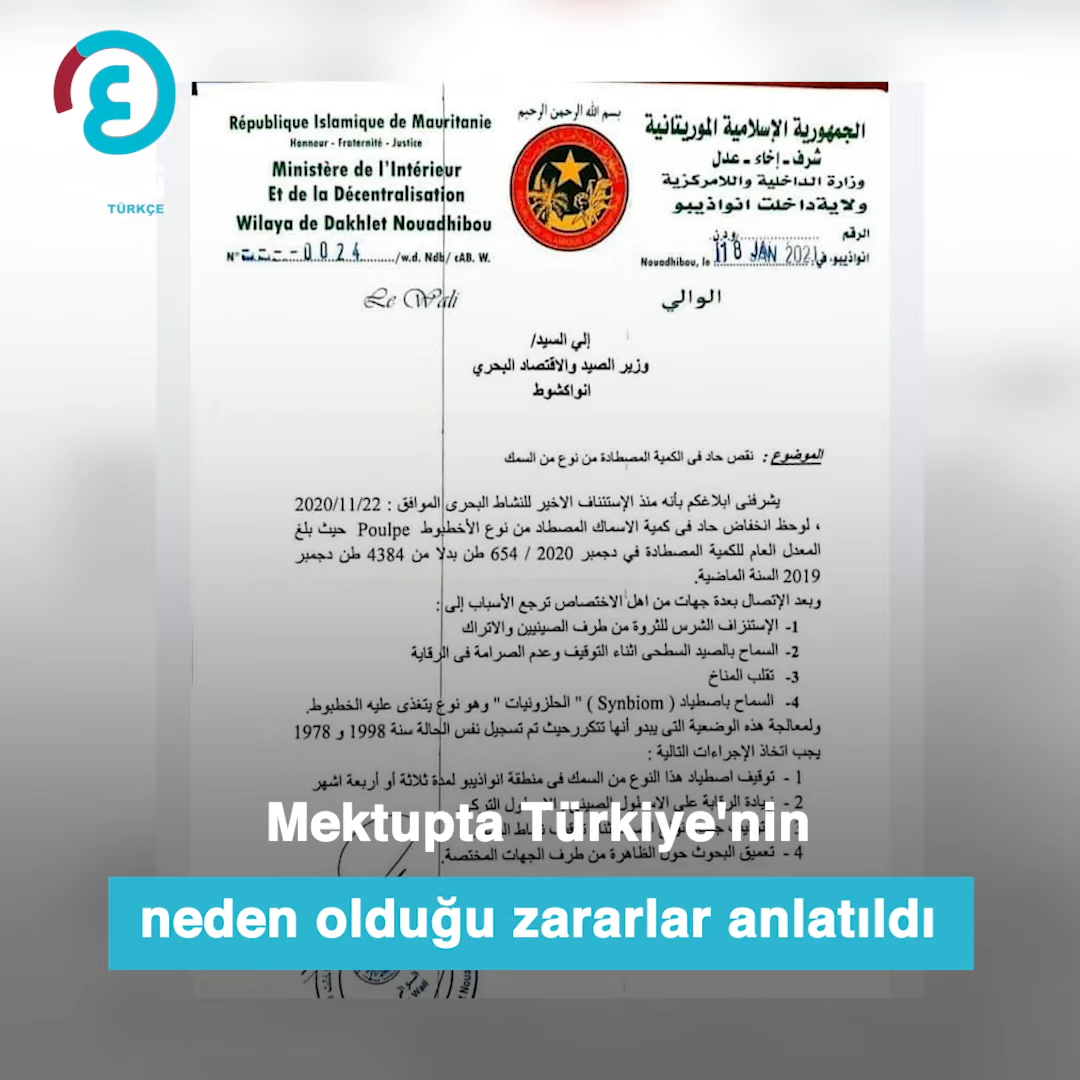 TÜRKÇE
République Islamique de Mauritanie
Honneur - Fraternité - Justice
Ministère de l'Intérieur
Et de la Décentralisation
Wilaya de Dakhlet Nouadhibou
N° 0024 /w.d. Ndb/ cAB. W.
بسم الله الرحمن الرحيم
الجمهورية الإسلامية الموريتانية
شرف - إخاء - عدل
وزارة الداخلية واللامركزية
ولاية داخلت انواذيبو
الرقم
Nouadhibou, le 18 JAN 2021 انواذيبو، في
Le Wali
الوالي
إلي السيد/
وزير الصيد والاقتصاد البحري
انواكشوط
الموضوع : نقص حاد فى الكمية المصطادة من نوع من السمك
يشرفنى ابلاغكم بأنه منذ الإستئناف الاخير للنشاط البحرى الموافق : 2020/11/22
، لوحظ انخفاض حاد فى كمية الاسماك المصطاد من نوع الأخطبوط Poulpe حيث بلغ
المعدل العام للكمية المصطادة في دجمبر 2020 / 654 طن بدلا من 4384 طن دجمبر
2019 السنة الماضية.
وبعد الإتصال بعدة جهات من اهل الاختصاص ترجع الأسباب إلى :
1- الإستنزاف الشرس للثروة من طرف الصينيين والاتراك
2- السماح بالصيد السطحى اثناء التوقيف وعدم الصرامة فى الرقاية
3- تقلب المناخ
4- السماح باصطياد ( Synbiom ) " الحلزونيات " وهو نوع يتغذى عليه الخطبوط.
ولمعالجة هذه الوضعية التى يبدو أنها تتكررحيث تم تسجيل نفس الحالة سنة 1998 و 1978
يجب اتخاذ الإجراءات التالية :
1 - توقيف اصطياد هذا النوع من السمك فى منطقة انواذيبو لمدة ثلاثة أو أربعة اشهر
2 - زيادة الرقابة على الاسطول الصينى
4 - تعميق البحوث حول الظاهرة من طرف الجهات المختصة.
Mektupta Türkiye'nin
neden olduğu zararlar anlatıldı